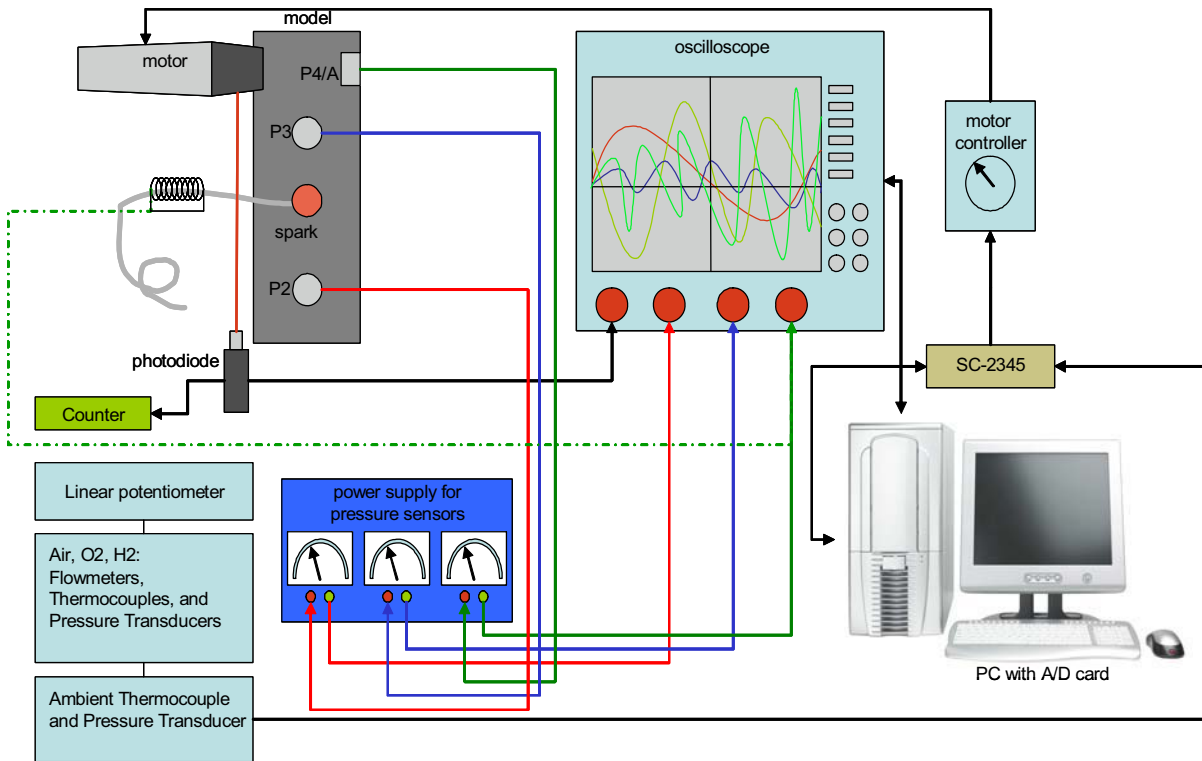 model
motor
P4/A
oscilloscope
P3
motor
controller
spark
P2
photodiode
SC-2345
Counter
Linear potentiometer
power supply for
pressure sensors
Air, O2, H2:
Flowmeters,
Thermocouples, and
Pressure Transducers
PC with A/D card
Ambient Thermocouple
and Pressure Transducer